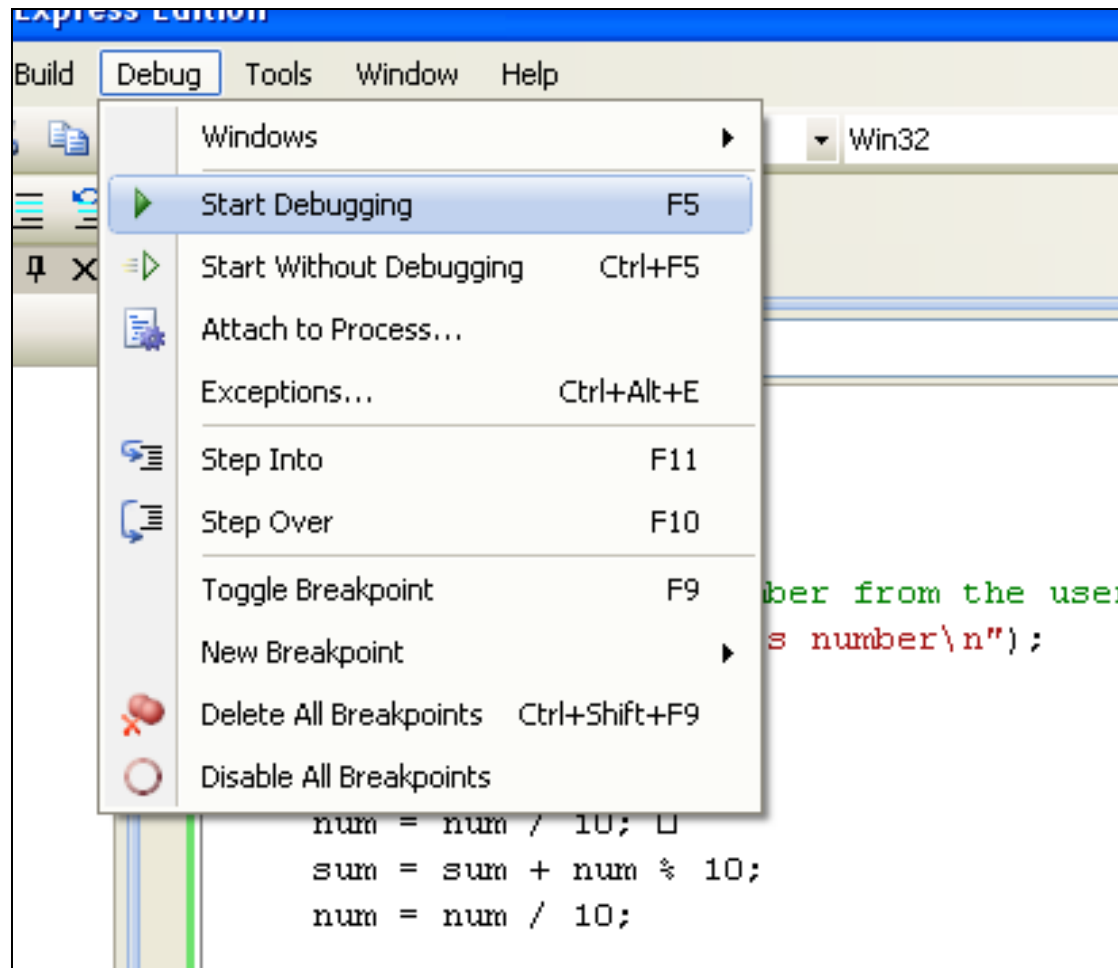 Express Edition
Build Debug Tools Window Help
Windows
Win32
Start Debugging F5
Start Without Debugging Ctrl+F5
Attach to Process...
Exceptions... Ctrl+Alt+E
Step Into F11
Step Over F10
Toggle Breakpoint F9
ber from the user
New Breakpoint
s number\n");
Delete All Breakpoints Ctrl+Shift+F9
Disable All Breakpoints
num = num / 10;
sum = sum + num % 10;
num = num / 10;